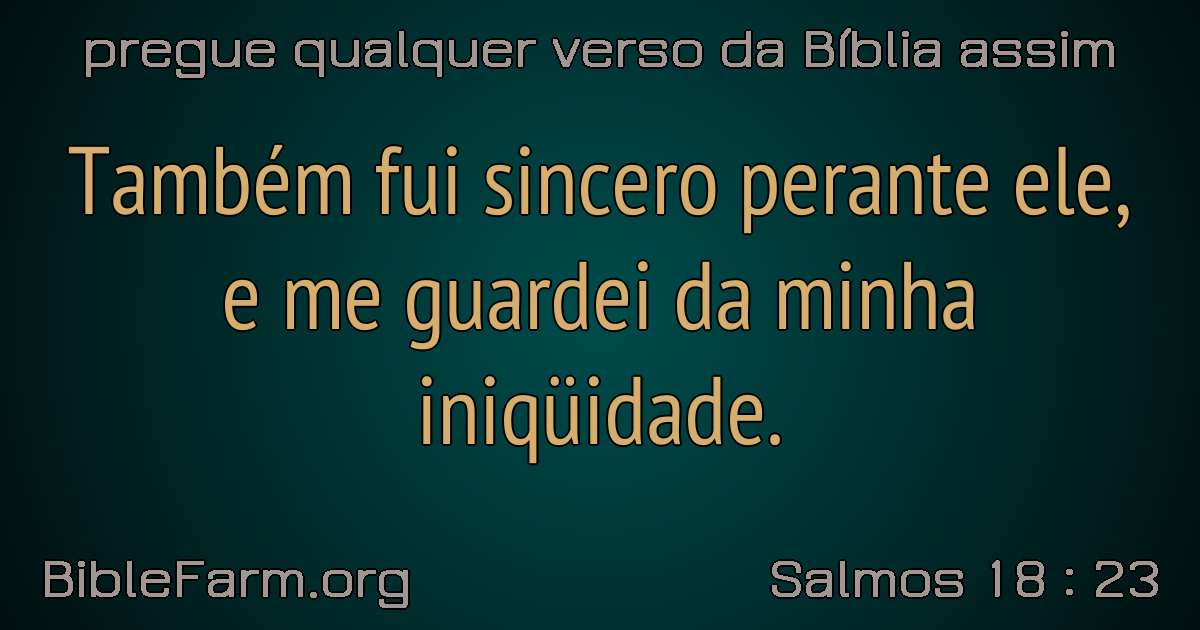 pregue qualquer verso da Bíblia assim
Também fui sincero perante ele,
e me guardei da minha
iniqüidade.
BibleFarm.org
Salmos 18 : 23